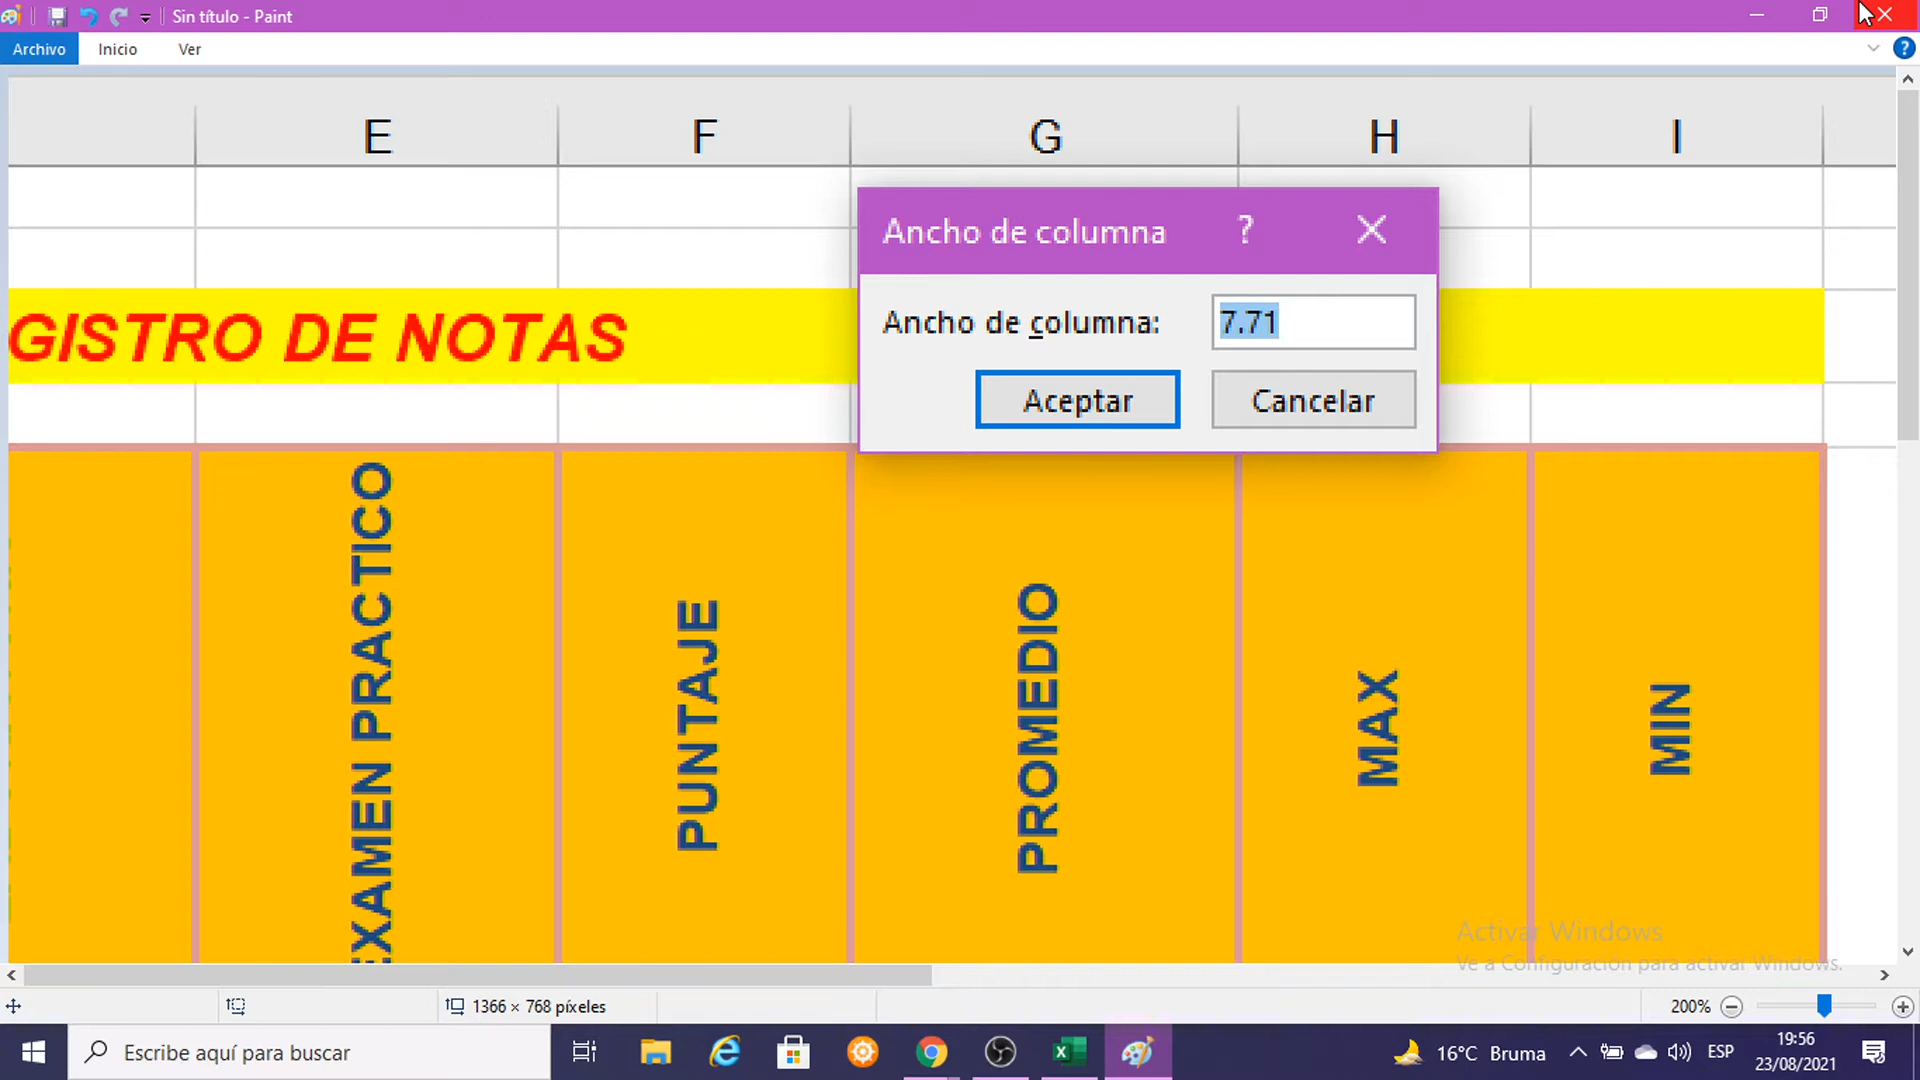 Sin título - Paint
Archivo Inicio Ver
E F G H I
Ancho de columna ?
Ancho de columna: 7.71
Aceptar Cancelar
GISTRO DE NOTAS
EXAMEN PRACTICO
PUNTAJE
PROMEDIO
MAX
MIN
Activar Windows
Ve a Configuración para activar Windows.
1366 × 768 píxeles
200%
Escribe aquí para buscar
16°C Bruma
ESP
19:56
23/08/2021